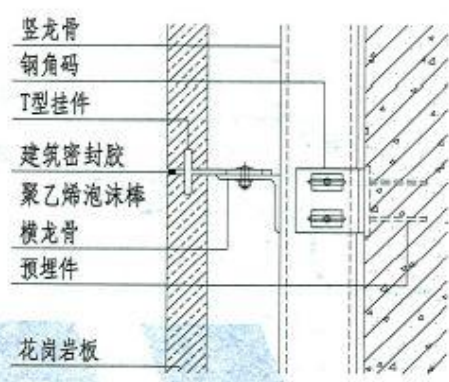 竖龙骨
钢角码
T型挂件
建筑密封胶
聚乙烯泡沫棒
横龙骨
预埋件
花岗岩板